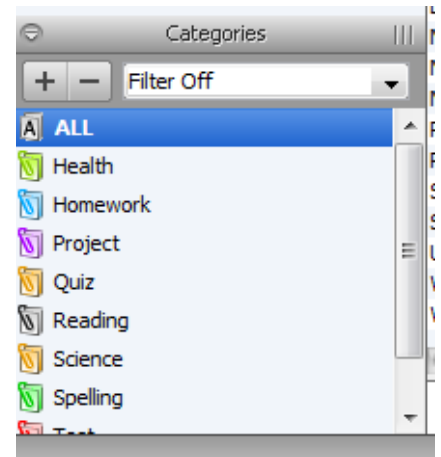 Categories
+ − Filter Off
A ALL
Health
Homework
Project
Quiz
Reading
Science
Spelling